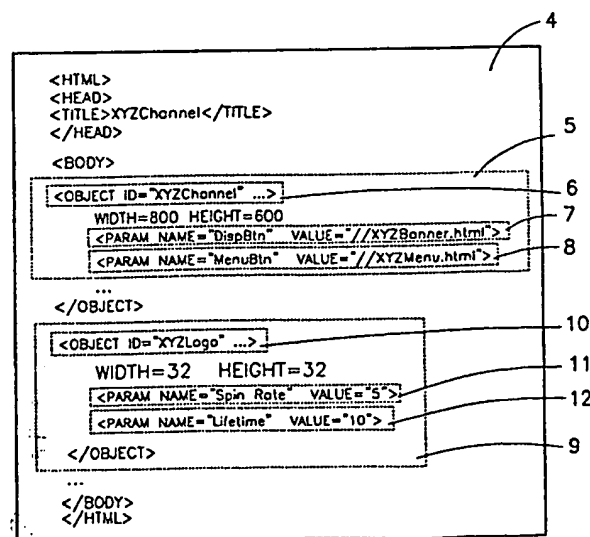 4
<HTML>
<HEAD>
<TITLE>XYZChannel</TITLE>
</HEAD>
<BODY>
5
<OBJECT ID="XYZChannel" ...>
6
WIDTH=800 HEIGHT=600
7
<PARAM NAME="DispBtn" VALUE="//XYZBanner.html">
8
<PARAM NAME="MenuBtn" VALUE="//XYZMenu.html">
...
</OBJECT>
<OBJECT ID="XYZLogo" ...>
10
WIDTH=32 HEIGHT=32
11
<PARAM NAME="Spin Rate" VALUE="5">
12
<PARAM NAME="Lifetime" VALUE="10">
</OBJECT>
9
...
</BODY>
</HTML>